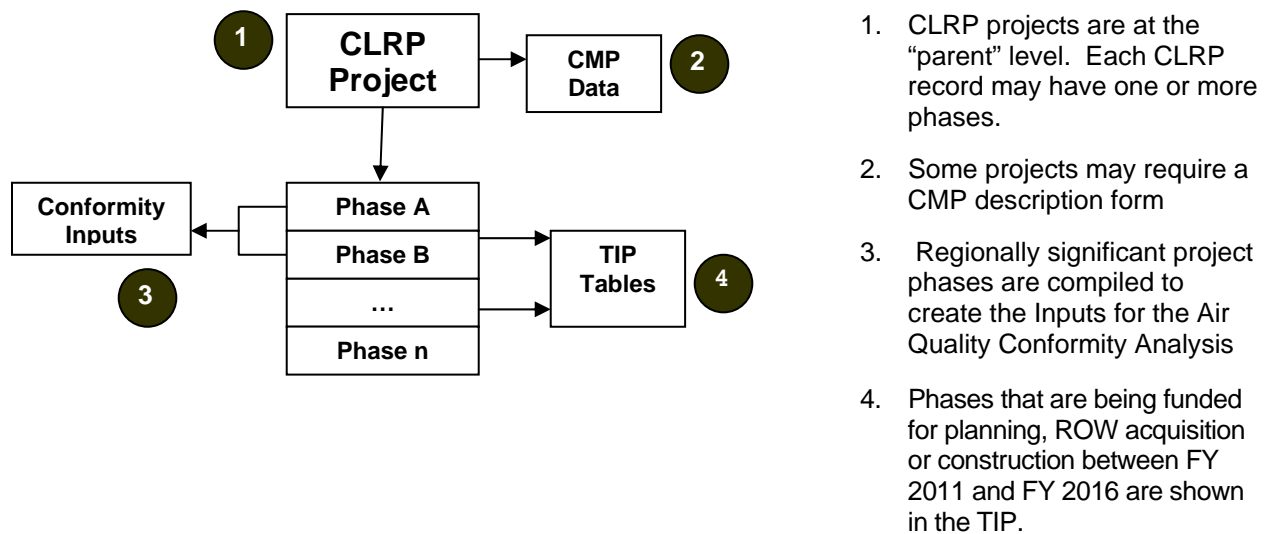 1
CLRP
Project
CMP
Data
2
Conformity
Inputs
3
Phase A
Phase B
…
Phase n
TIP
Tables
4
1. CLRP projects are at the
“parent” level. Each CLRP
record may have one or more
phases.
2. Some projects may require a
CMP description form
3. Regionally significant project
phases are compiled to
create the Inputs for the Air
Quality Conformity Analysis
4. Phases that are being funded
for planning, ROW acquisition
or construction between FY
2011 and FY 2016 are shown
in the TIP.